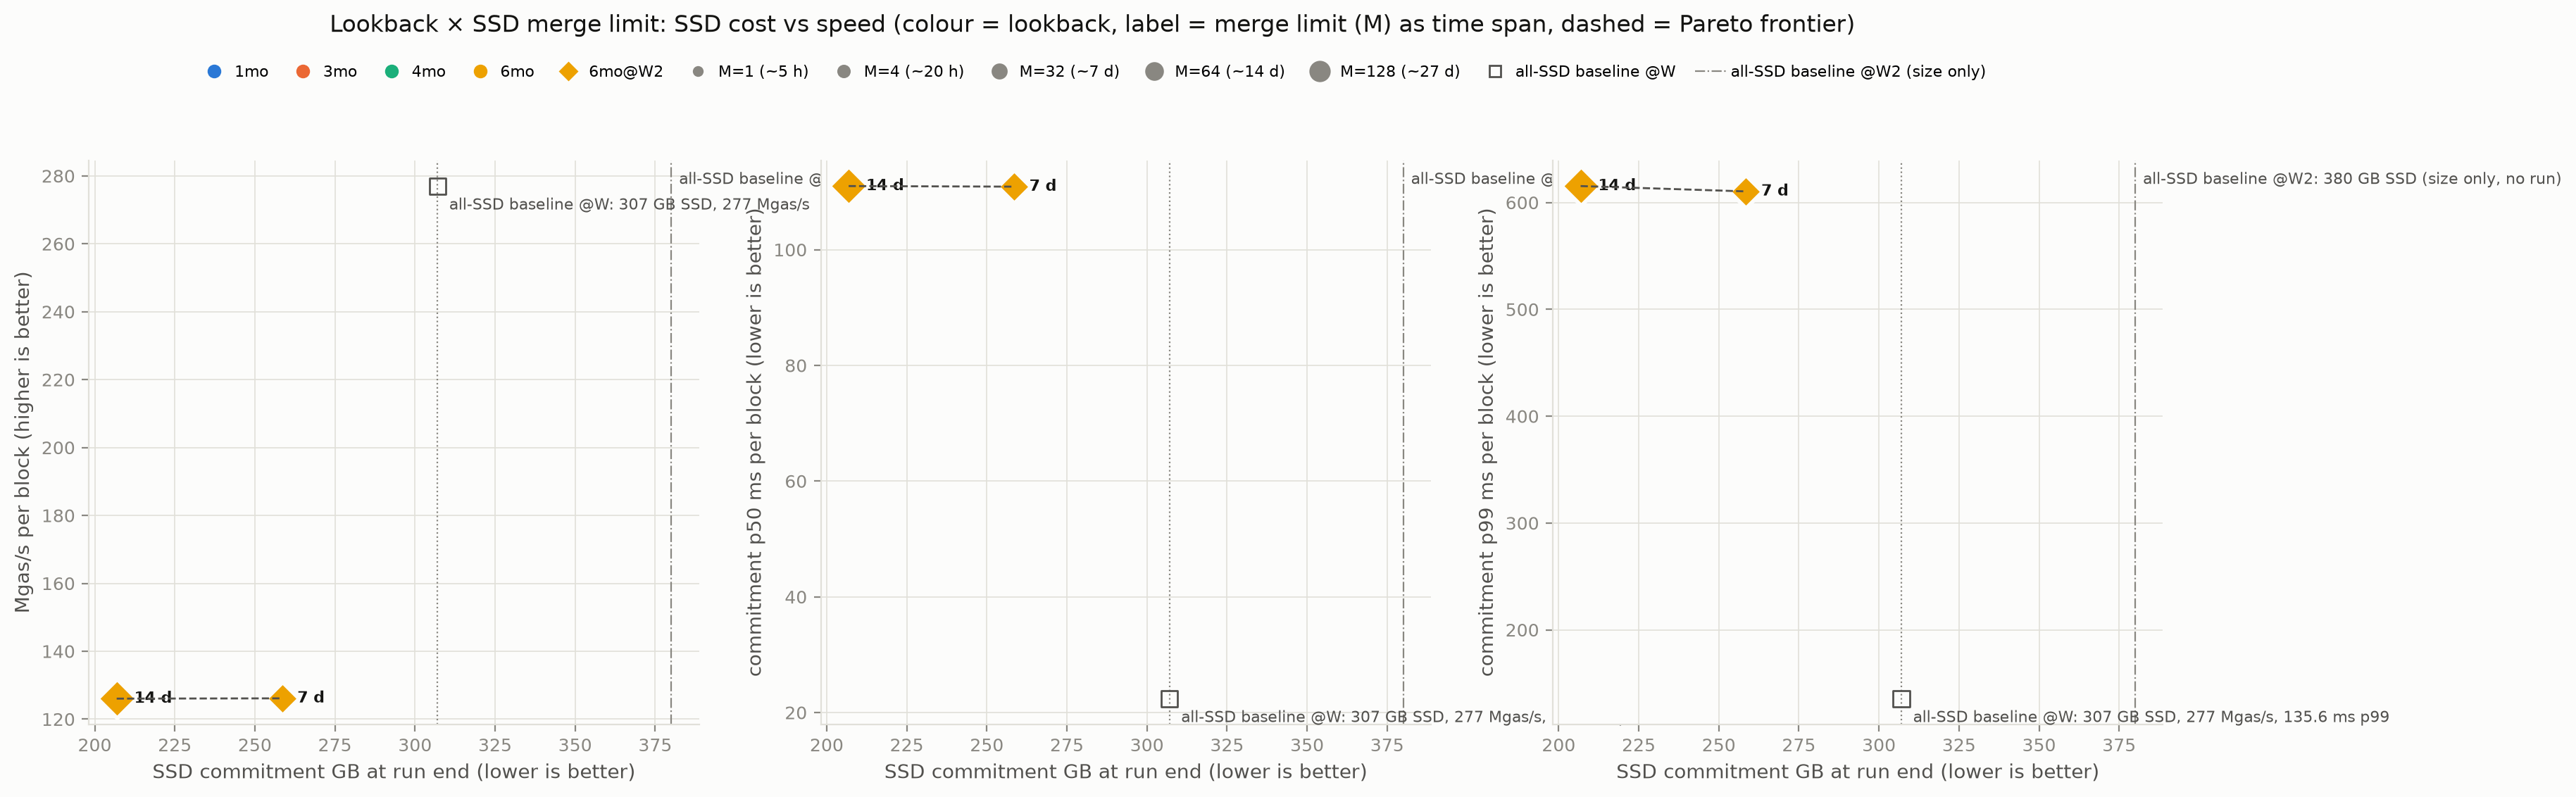 Lookback × SSD merge limit: SSD cost vs speed (colour = lookback, label = merge limit (M) as time span, dashed = Pareto frontier)
1mo 3mo 4mo 6mo 6mo@W2 M=1 (~5 h) M=4 (~20 h) M=32 (~7 d) M=64 (~14 d) M=128 (~27 d) all-SSD baseline @W all-SSD baseline @W2 (size only)
Mgas/s per block (higher is better)
280
260
240
220
200
180
160
140
120
all-SSD baseline @
all-SSD baseline @W: 307 GB SSD, 277 Mgas/s
14 d
7 d
200 225 250 275 300 325 350 375
SSD commitment GB at run end (lower is better)
commitment p50 ms per block (lower is better)
100
80
60
40
20
14 d
7 d
all-SSD baseline @
all-SSD baseline @W: 307 GB SSD, 277 Mgas/s,
200 225 250 275 300 325 350 375
SSD commitment GB at run end (lower is better)
commitment p99 ms per block (lower is better)
600
500
400
300
200
14 d
7 d
all-SSD baseline @W2: 380 GB SSD (size only, no run)
all-SSD baseline @W: 307 GB SSD, 277 Mgas/s, 135.6 ms p99
200 225 250 275 300 325 350 375
SSD commitment GB at run end (lower is better)